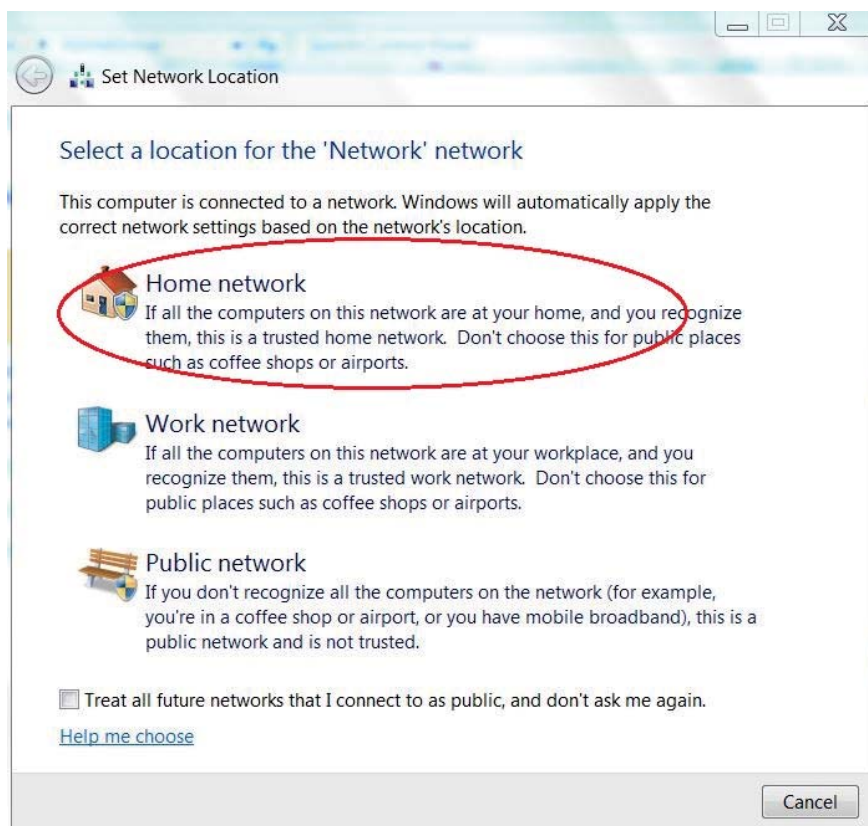 Set Network Location
Select a location for the 'Network' network
This computer is connected to a network. Windows will automatically apply the
correct network settings based on the network's location.
Home network
If all the computers on this network are at your home, and you recognize
them, this is a trusted home network.  Don't choose this for public places
such as coffee shops or airports.
Work network
If all the computers on this network are at your workplace, and you
recognize them, this is a trusted work network.  Don't choose this for
public places such as coffee shops or airports.
Public network
If you don't recognize all the computers on the network (for example,
you're in a coffee shop or airport, or you have mobile broadband), this is a
public network and is not trusted.
Treat all future networks that I connect to as public, and don't ask me again.
Help me choose
Cancel